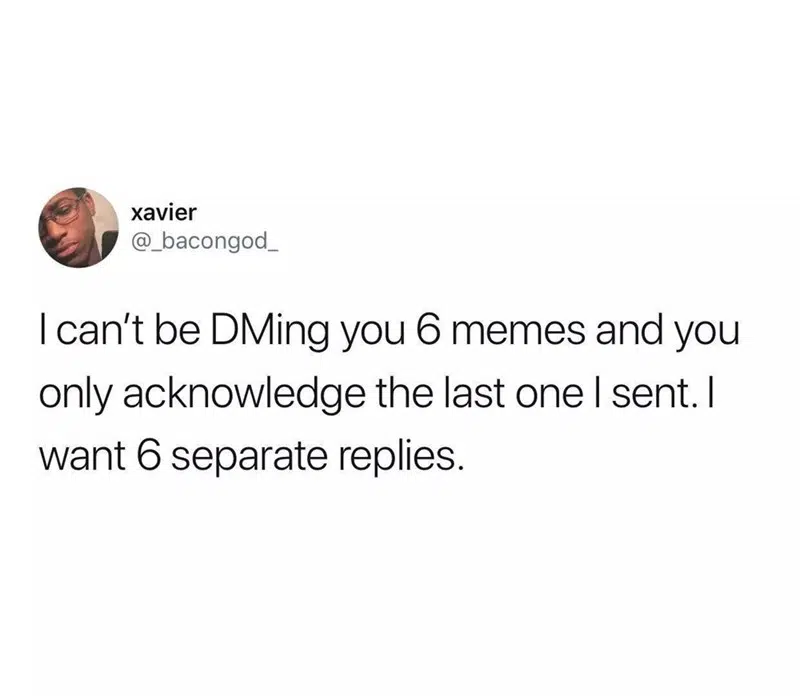 xavier
@_bacongod_
I can't be DMing you 6 memes and you
only acknowledge the last one I sent. I
want 6 separate replies.